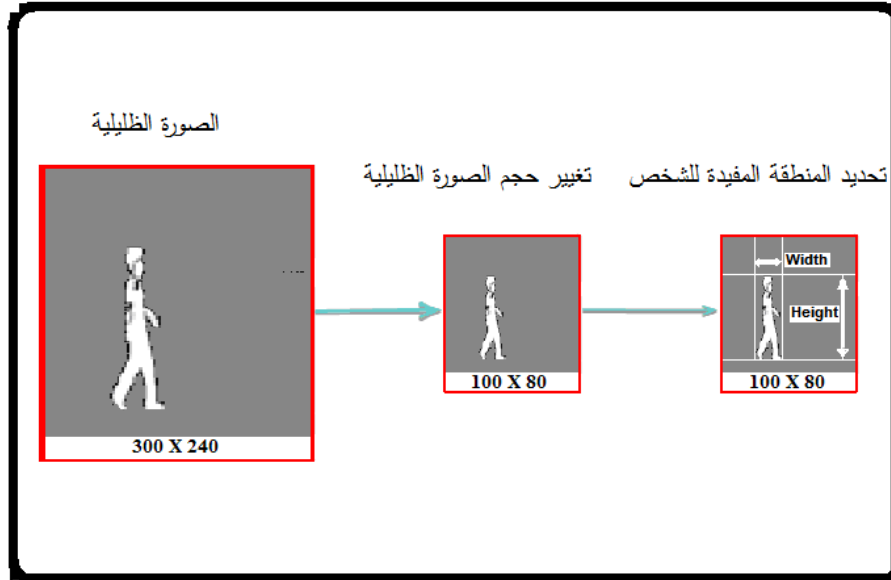 الصورة الظليلية
300 X 240
تغيير حجم الصورة الظليلية
100 X 80
تحديد المنطقة المفيدة للشخص
Width
Height
100 X 80